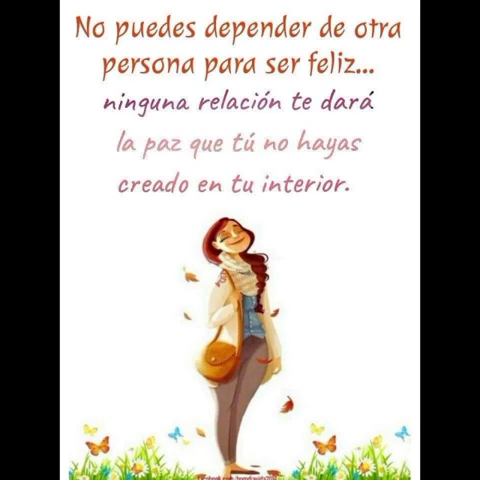 No puedes depender de otra
persona para ser feliz...
ninguna relación te dará
la paz que tú no hayas
creado en tu interior.